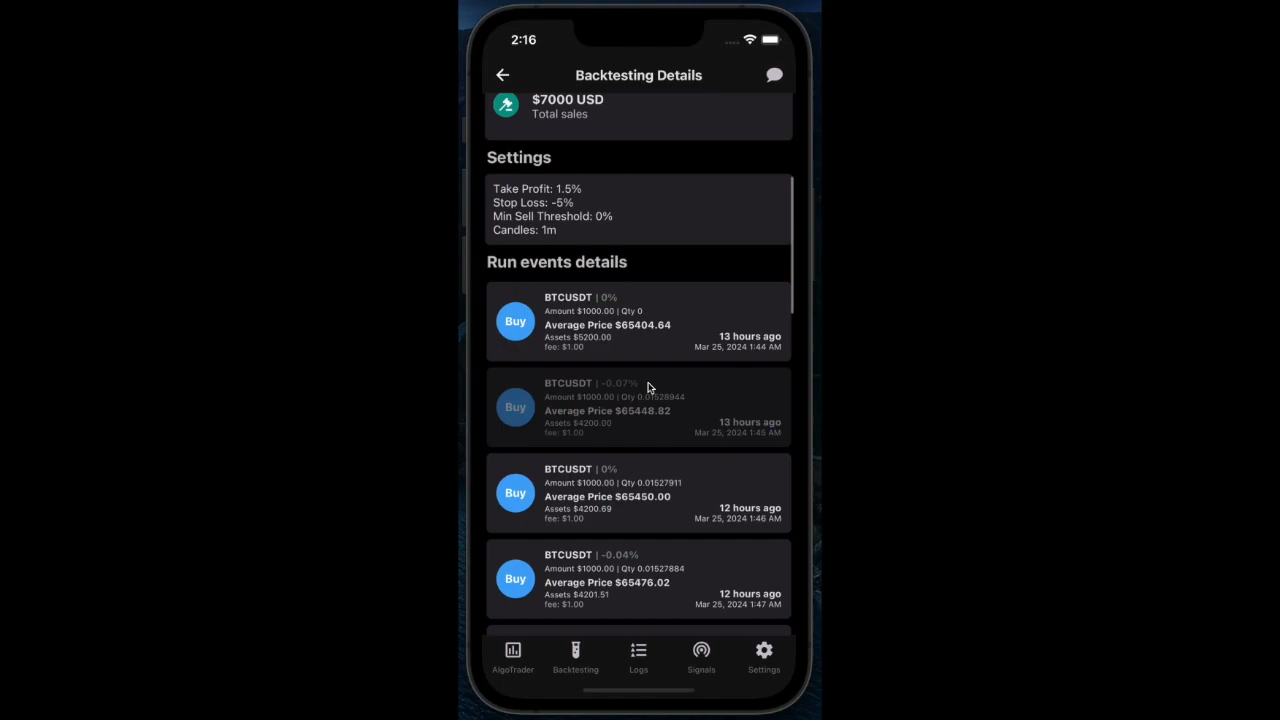 2:16
Backtesting Details
$7000 USD
Total sales
Settings
Take Profit: 1.5%
Stop Loss: -5%
Min Sell Threshold: 0%
Candles: 1m
Run events details
BTCUSDT | 0%
Amount $1000.00 | Qty 0
Buy
Average Price $65404.64
Assets $5200.00
13 hours ago
fee: $1.00
Mar 25, 2024 1:44 AM
BTCUSDT | -0.07%
Amount $1000.00 | Qty 0.01528944
Buy
Average Price $65448.82
Assets $4200.00
13 hours ago
fee: $1.00
Mar 25, 2024 1:45 AM
BTCUSDT | 0%
Amount $1000.00 | Qty 0.01527911
Buy
Average Price $65450.00
Assets $4200.69
12 hours ago
fee: $1.00
Mar 25, 2024 1:46 AM
BTCUSDT | -0.04%
Amount $1000.00 | Qty 0.01527884
Buy
Average Price $65476.02
Assets $4201.51
12 hours ago
fee: $1.00
Mar 25, 2024 1:47 AM
AlgoTrader
Backtesting
Logs
Signals
Settings